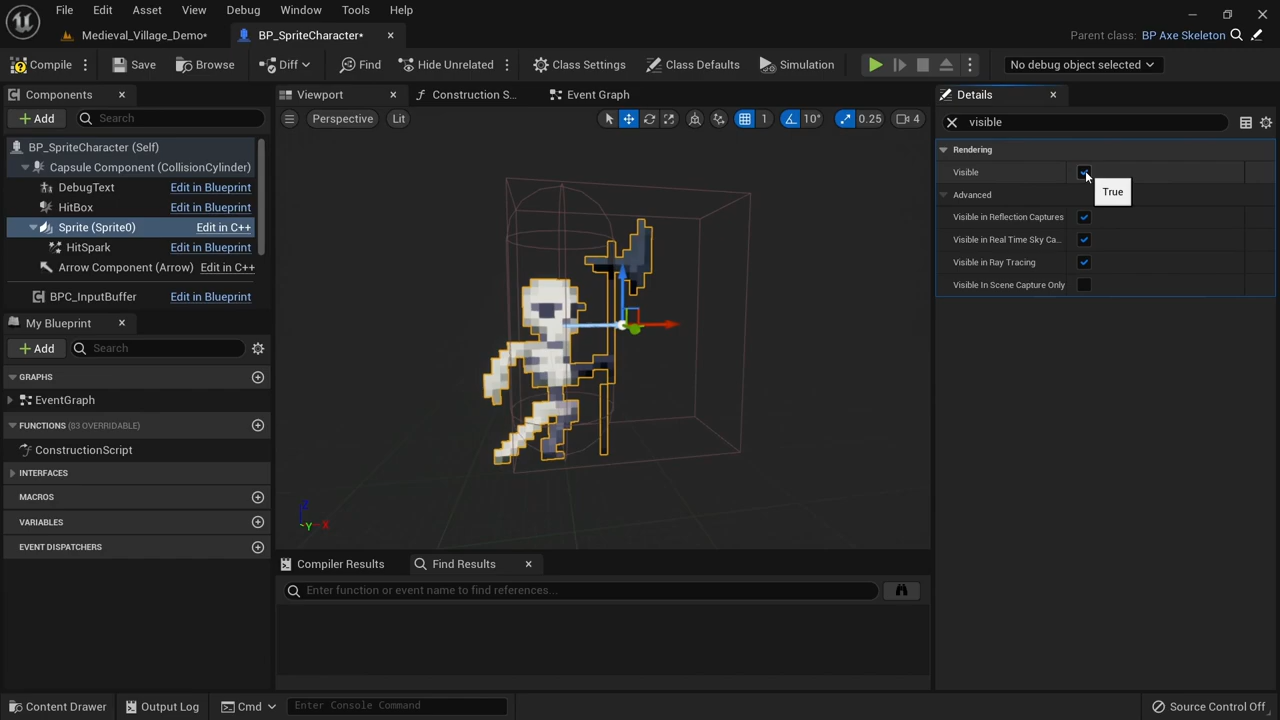 File Edit Asset View Debug Window Tools Help
Medieval_Village_Demo* BP_SpriteCharacter* Parent class: BP Axe Skeleton
Compile Save Browse Diff Find Hide Unrelated Class Settings Class Defaults Simulation No debug object selected
Components Viewport Construction S... Event Graph Details
Add Search Perspective Lit 1 10° 0.25 4 visible
BP_SpriteCharacter (Self)
Capsule Component (CollisionCylinder)
DebugText Edit in Blueprint
HitBox Edit in Blueprint
Sprite (Sprite0) Edit in C++
HitSpark Edit in Blueprint
Arrow Component (Arrow) Edit in C++
BPC_InputBuffer Edit in Blueprint
Rendering
Visible
True
Advanced
Visible in Reflection Captures
Visible in Real Time Sky Ca...
Visible in Ray Tracing
Visible In Scene Capture Only
My Blueprint
Add Search
GRAPHS
EventGraph
FUNCTIONS (83 OVERRIDABLE)
ConstructionScript
INTERFACES
MACROS
VARIABLES
EVENT DISPATCHERS
Z
Y X
Compiler Results Find Results
Enter function or event name to find references...
Content Drawer Output Log Cmd Enter Console Command Source Control Off